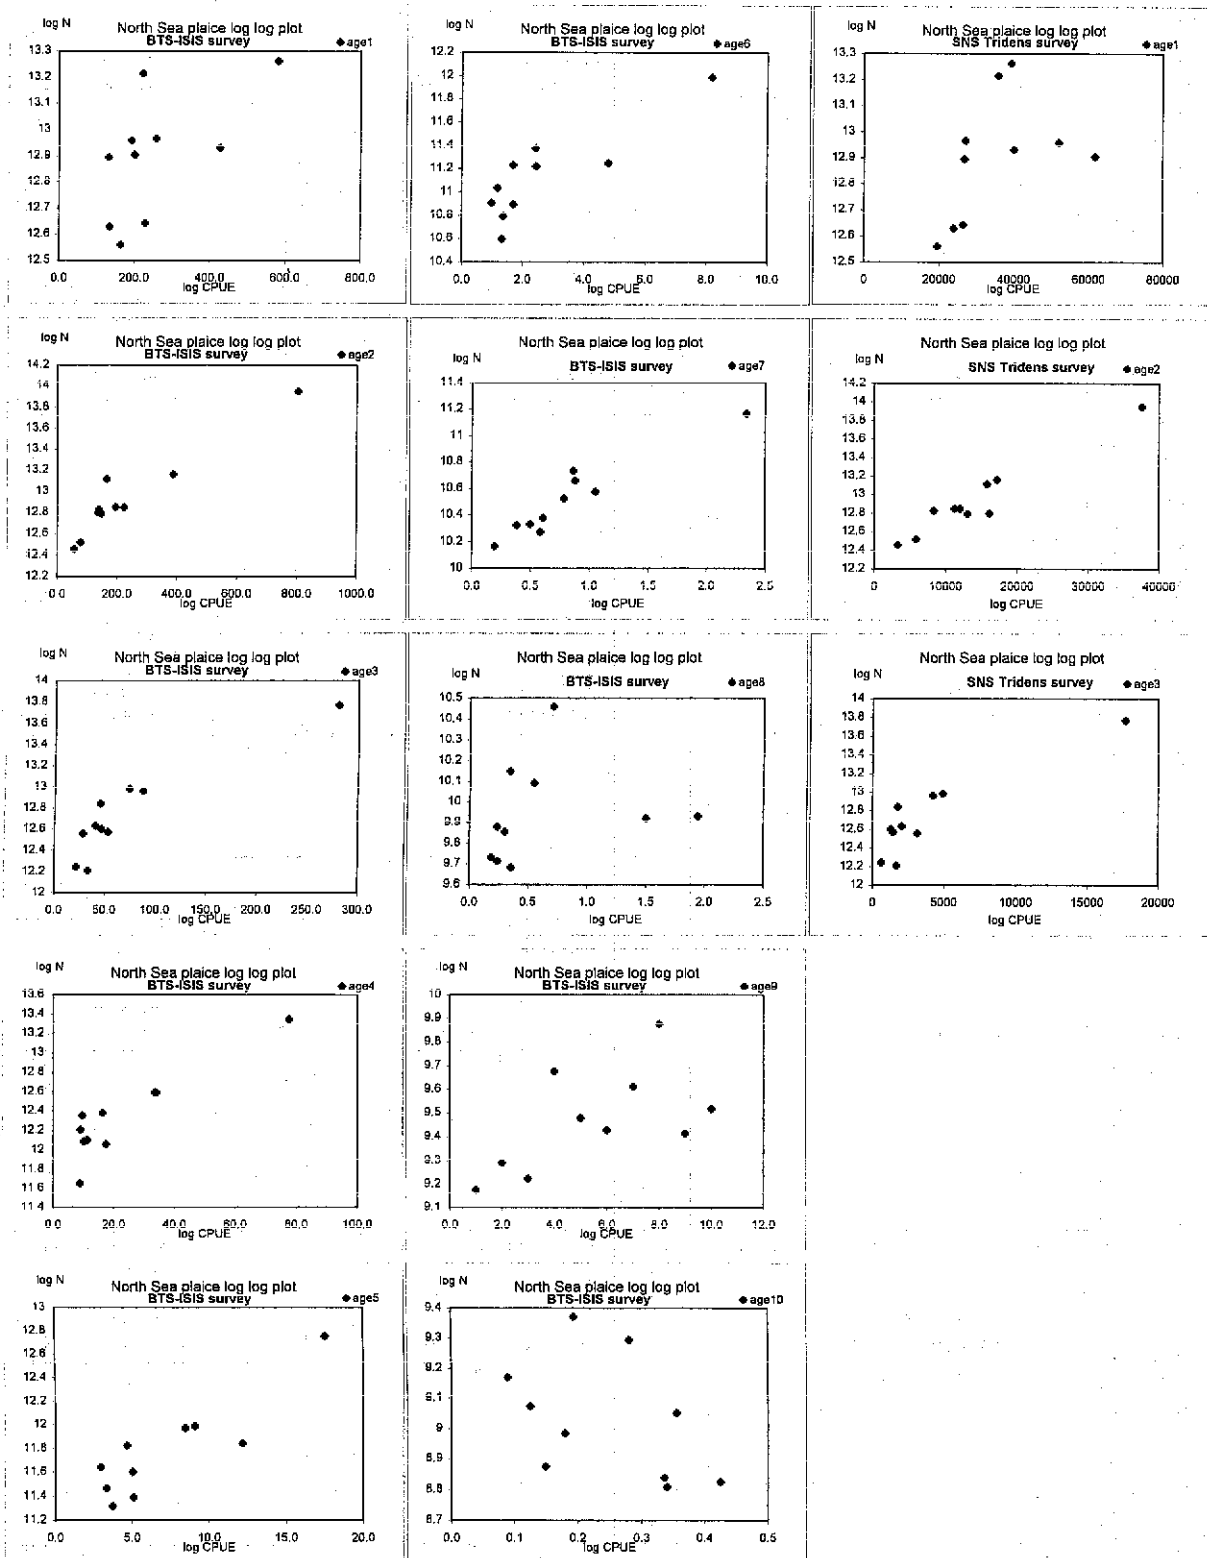 log N
North Sea plaice log log plot
BTS-ISIS survey
age1
13.3
13.2
13.1
13
12.9
12.8
12.7
12.6
12.5
0.0 200.0 400.0 600.0 800.0
log CPUE
log N
North Sea plaice log log plot
BTS-ISIS survey
age6
12.2
12
11.8
11.6
11.4
11.2
11
10.8
10.6
10.4
0.0 2.0 4.0 6.0 8.0 10.0
log CPUE
log N
North Sea plaice log log plot
SNS Tridens survey
age1
13.3
13.2
13.1
13
12.9
12.8
12.7
12.6
12.5
0 20000 40000 60000 80000
log CPUE
log N
North Sea plaice log log plot
BTS-ISIS survey
age2
14.2
14
13.8
13.6
13.4
13.2
13
12.8
12.6
12.4
12.2
0.0 200.0 400.0 600.0 800.0 1000.0
log CPUE
log N
North Sea plaice log log plot
BTS-ISIS survey
age7
11.4
11.2
11
10.8
10.6
10.4
10.2
10
0.0 0.5 1.0 1.5 2.0 2.5
log CPUE
log N
North Sea plaice log log plot
SNS Tridens survey
age2
14.2
14
13.8
13.6
13.4
13.2
13
12.8
12.6
12.4
12.2
0 10000 20000 30000 40000
log CPUE
log N
North Sea plaice log log plot
BTS-ISIS survey
age3
14
13.8
13.6
13.4
13.2
13
12.8
12.6
12.4
12.2
12
0.0 50.0 100.0 150.0 200.0 250.0 300.0
log CPUE
log N
North Sea plaice log log plot
BTS-ISIS survey
age8
10.5
10.4
10.3
10.2
10.1
10
9.9
9.8
9.7
9.6
0.0 0.5 1.0 1.5 2.0 2.5
log CPUE
log N
North Sea plaice log log plot
SNS Tridens survey
age3
14
13.8
13.6
13.4
13.2
13
12.8
12.6
12.4
12.2
12
0 5000 10000 15000 20000
log CPUE
log N
North Sea plaice log log plot
BTS-ISIS survey
age4
13.6
13.4
13.2
13
12.8
12.6
12.4
12.2
12
11.8
11.6
11.4
0.0 20.0 40.0 60.0 80.0 100.0
log CPUE
log N
North Sea plaice log log plot
BTS-ISIS survey
age9
10
9.9
9.8
9.7
9.6
9.5
9.4
9.3
9.2
9.1
0.0 2.0 4.0 6.0 8.0 10.0 12.0
log CPUE
log N
North Sea plaice log log plot
BTS-ISIS survey
age5
13
12.8
12.6
12.4
12.2
12
11.8
11.6
11.4
11.2
0.0 5.0 10.0 15.0 20.0
log CPUE
log N
North Sea plaice log log plot
BTS-ISIS survey
age10
9.4
9.3
9.2
9.1
9
8.9
8.8
8.7
0 0.1 0.2 0.3 0.4 0.5
log CPUE